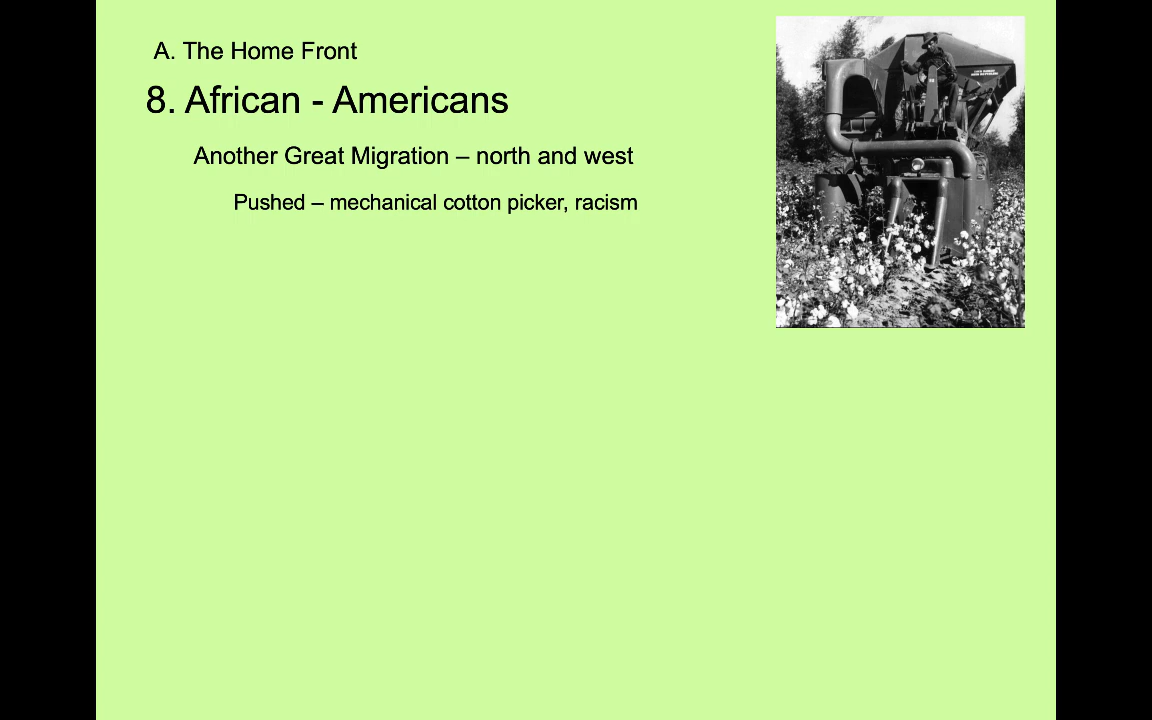 A. The Home Front
8. African - Americans
Another Great Migration – north and west
Pushed – mechanical cotton picker, racism